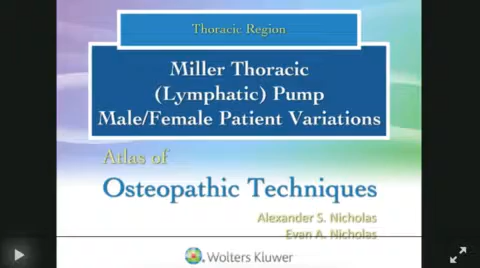 Thoracic Region
Miller Thoracic
(Lymphatic) Pump
Male/Female Patient Variations
Atlas of
Osteopathic Techniques
Alexander S. Nicholas
Evan A. Nicholas
Wolters Kluwer